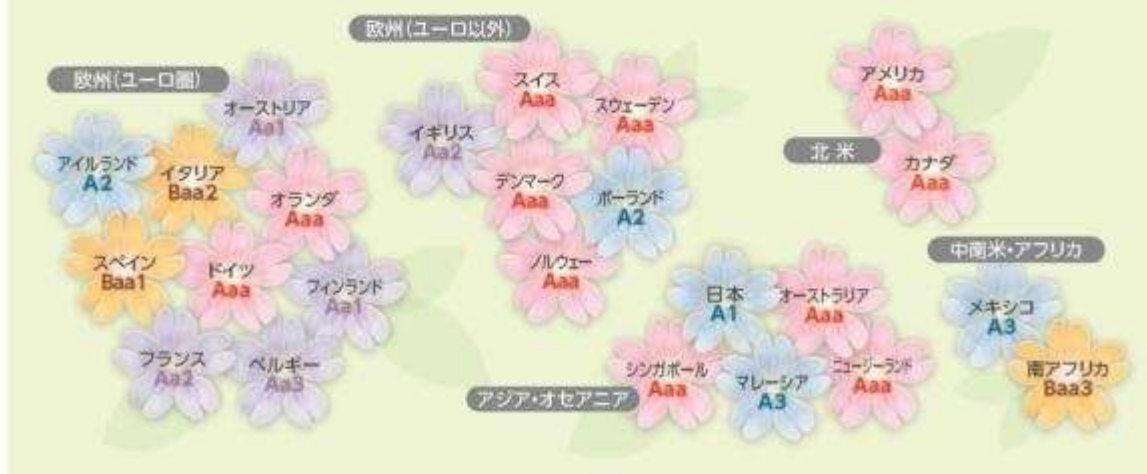 欧州(ユーロ圏)
オーストリア
Aa1
アイルランド
A2
イタリア
Baa2
オランダ
Aaa
スペイン
Baa1
ドイツ
Aaa
フィンランド
Aa1
フランス
Aa2
ベルギー
Aa3
欧州(ユーロ以外)
スイス
Aaa
スウェーデン
Aaa
イギリス
Aa2
デンマーク
Aaa
ポーランド
A2
ノルウェー
Aaa
アメリカ
Aaa
北米
カナダ
Aaa
日本
A1
オーストラリア
Aaa
シンガポール
Aaa
マレーシア
A3
ニュージーランド
Aaa
アジア・オセアニア
中南米・アフリカ
メキシコ
A3
南アフリカ
Baa3